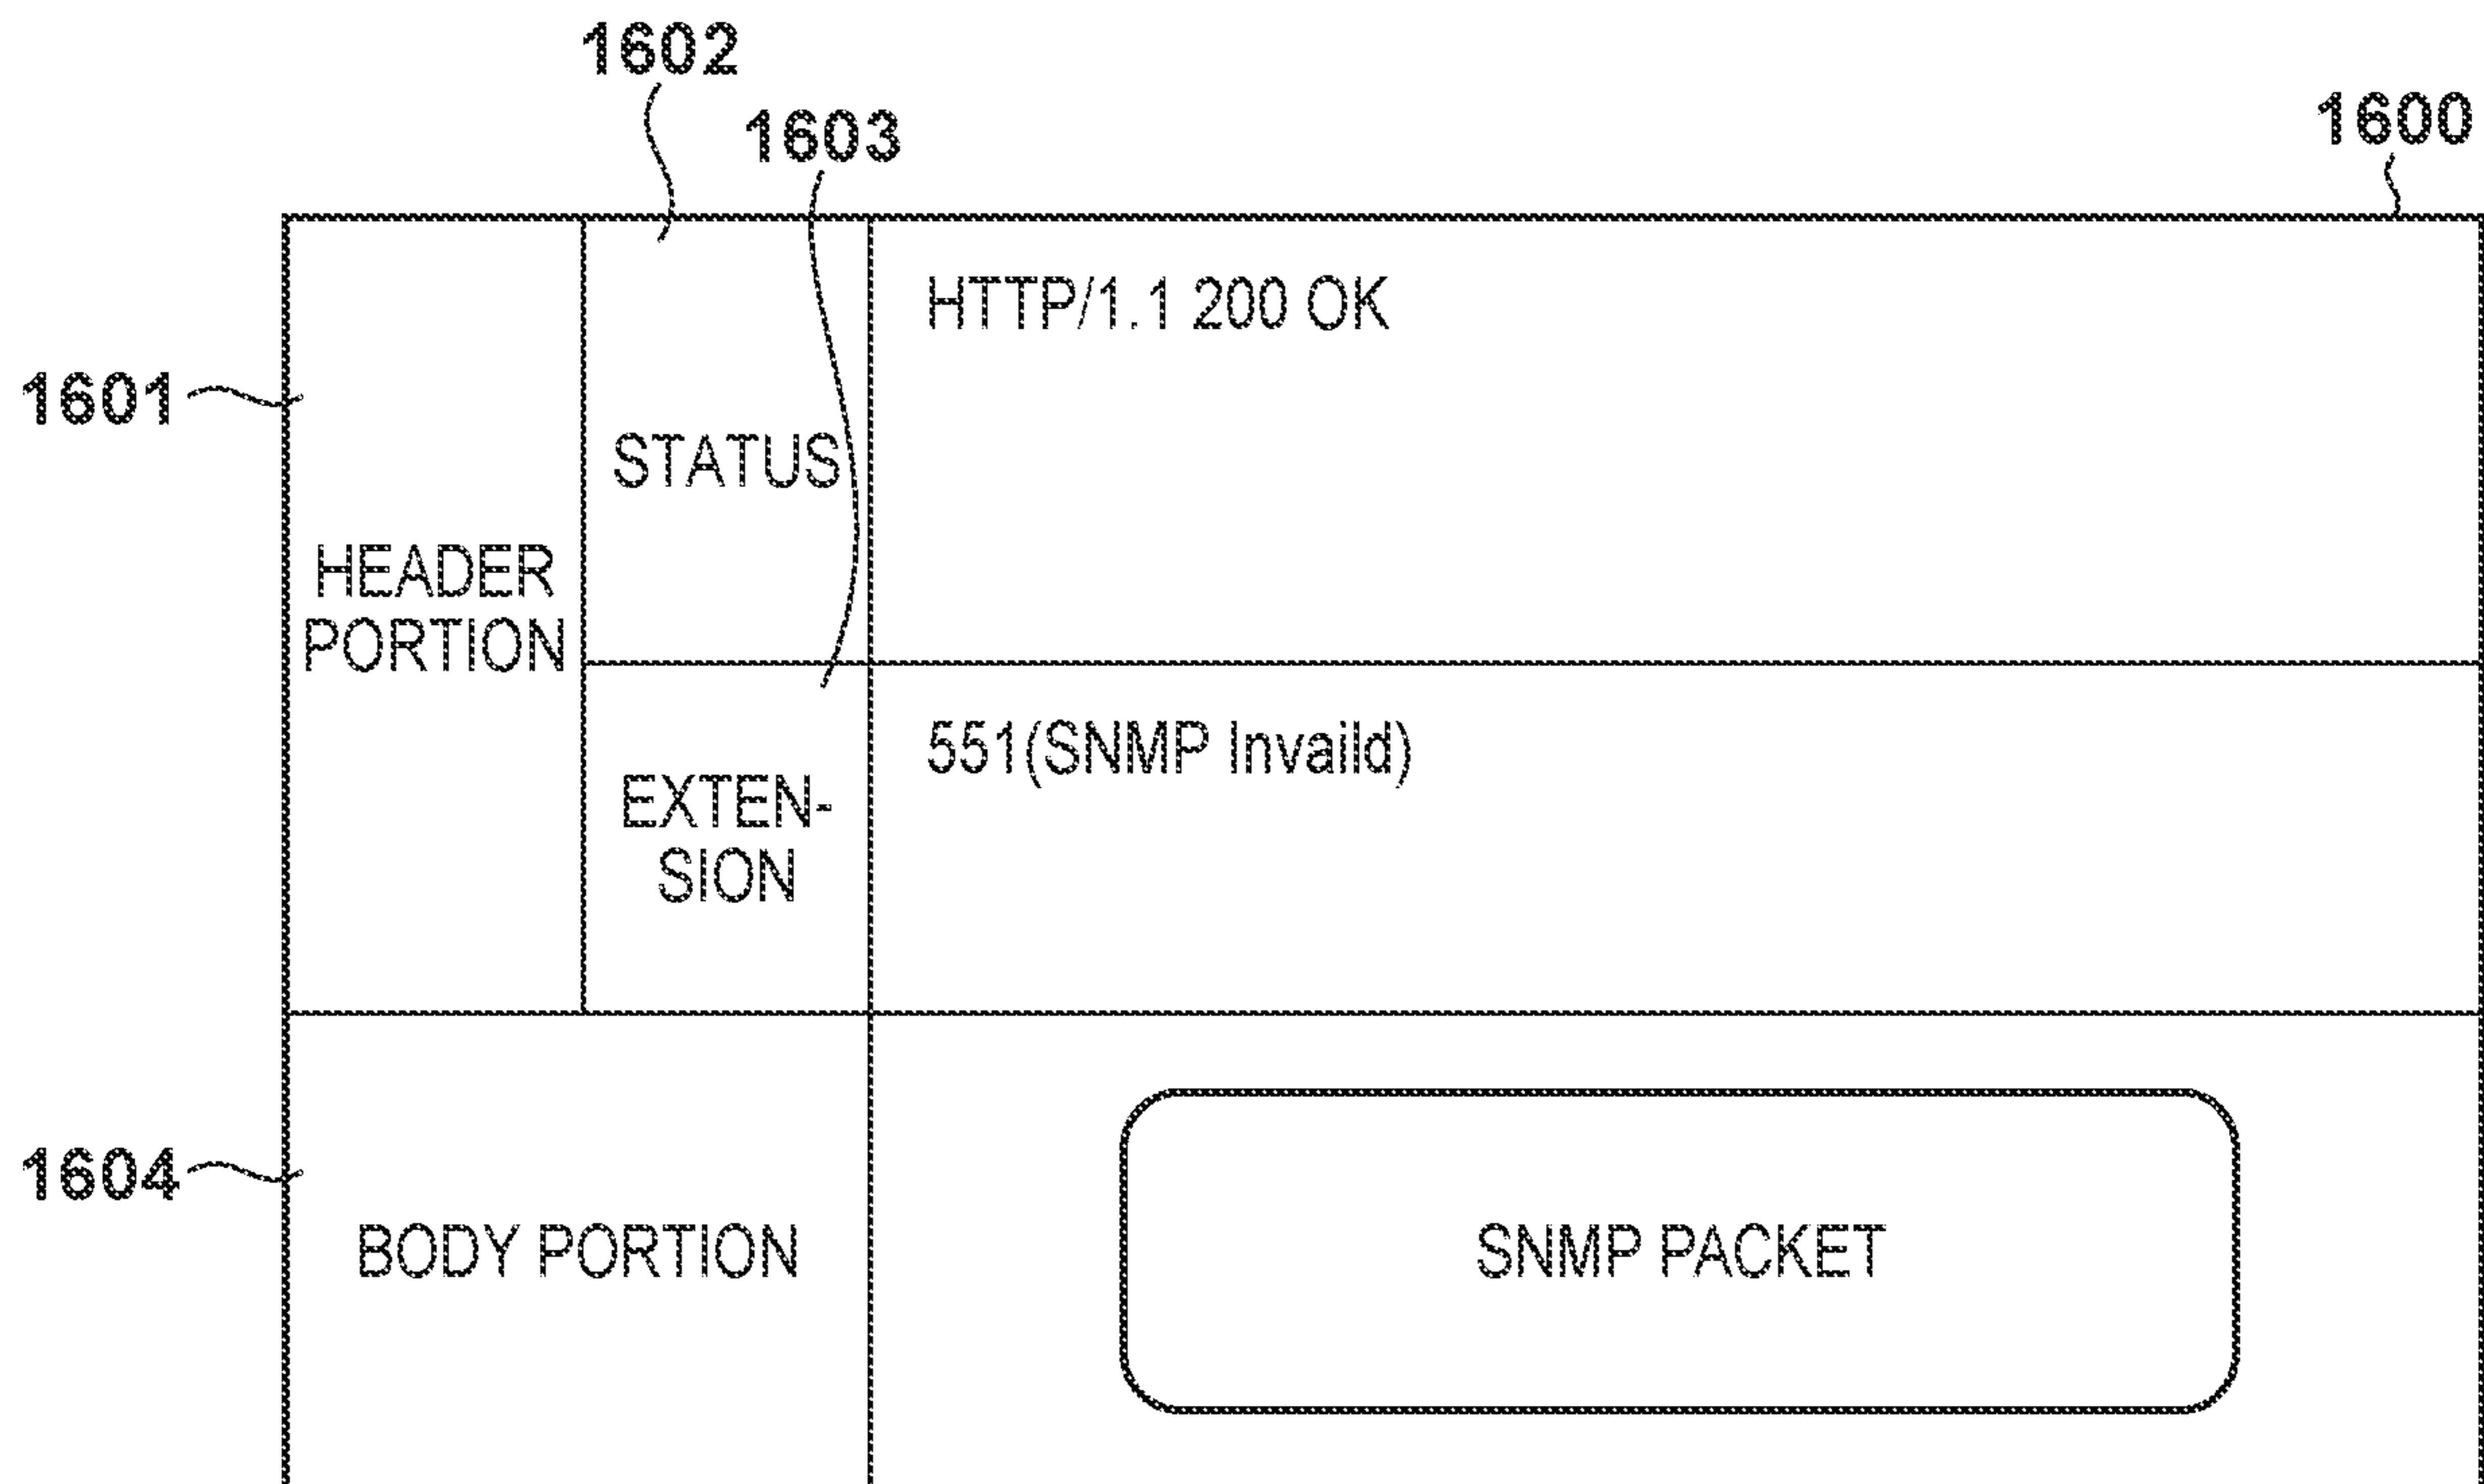 1602
1603
1600
HTTP/1.1 200 OK
1601
STATUS
HEADER
PORTION
551(SNMP Invaild)
EXTEN-
SION
1604
BODY PORTION
SNMP PACKET